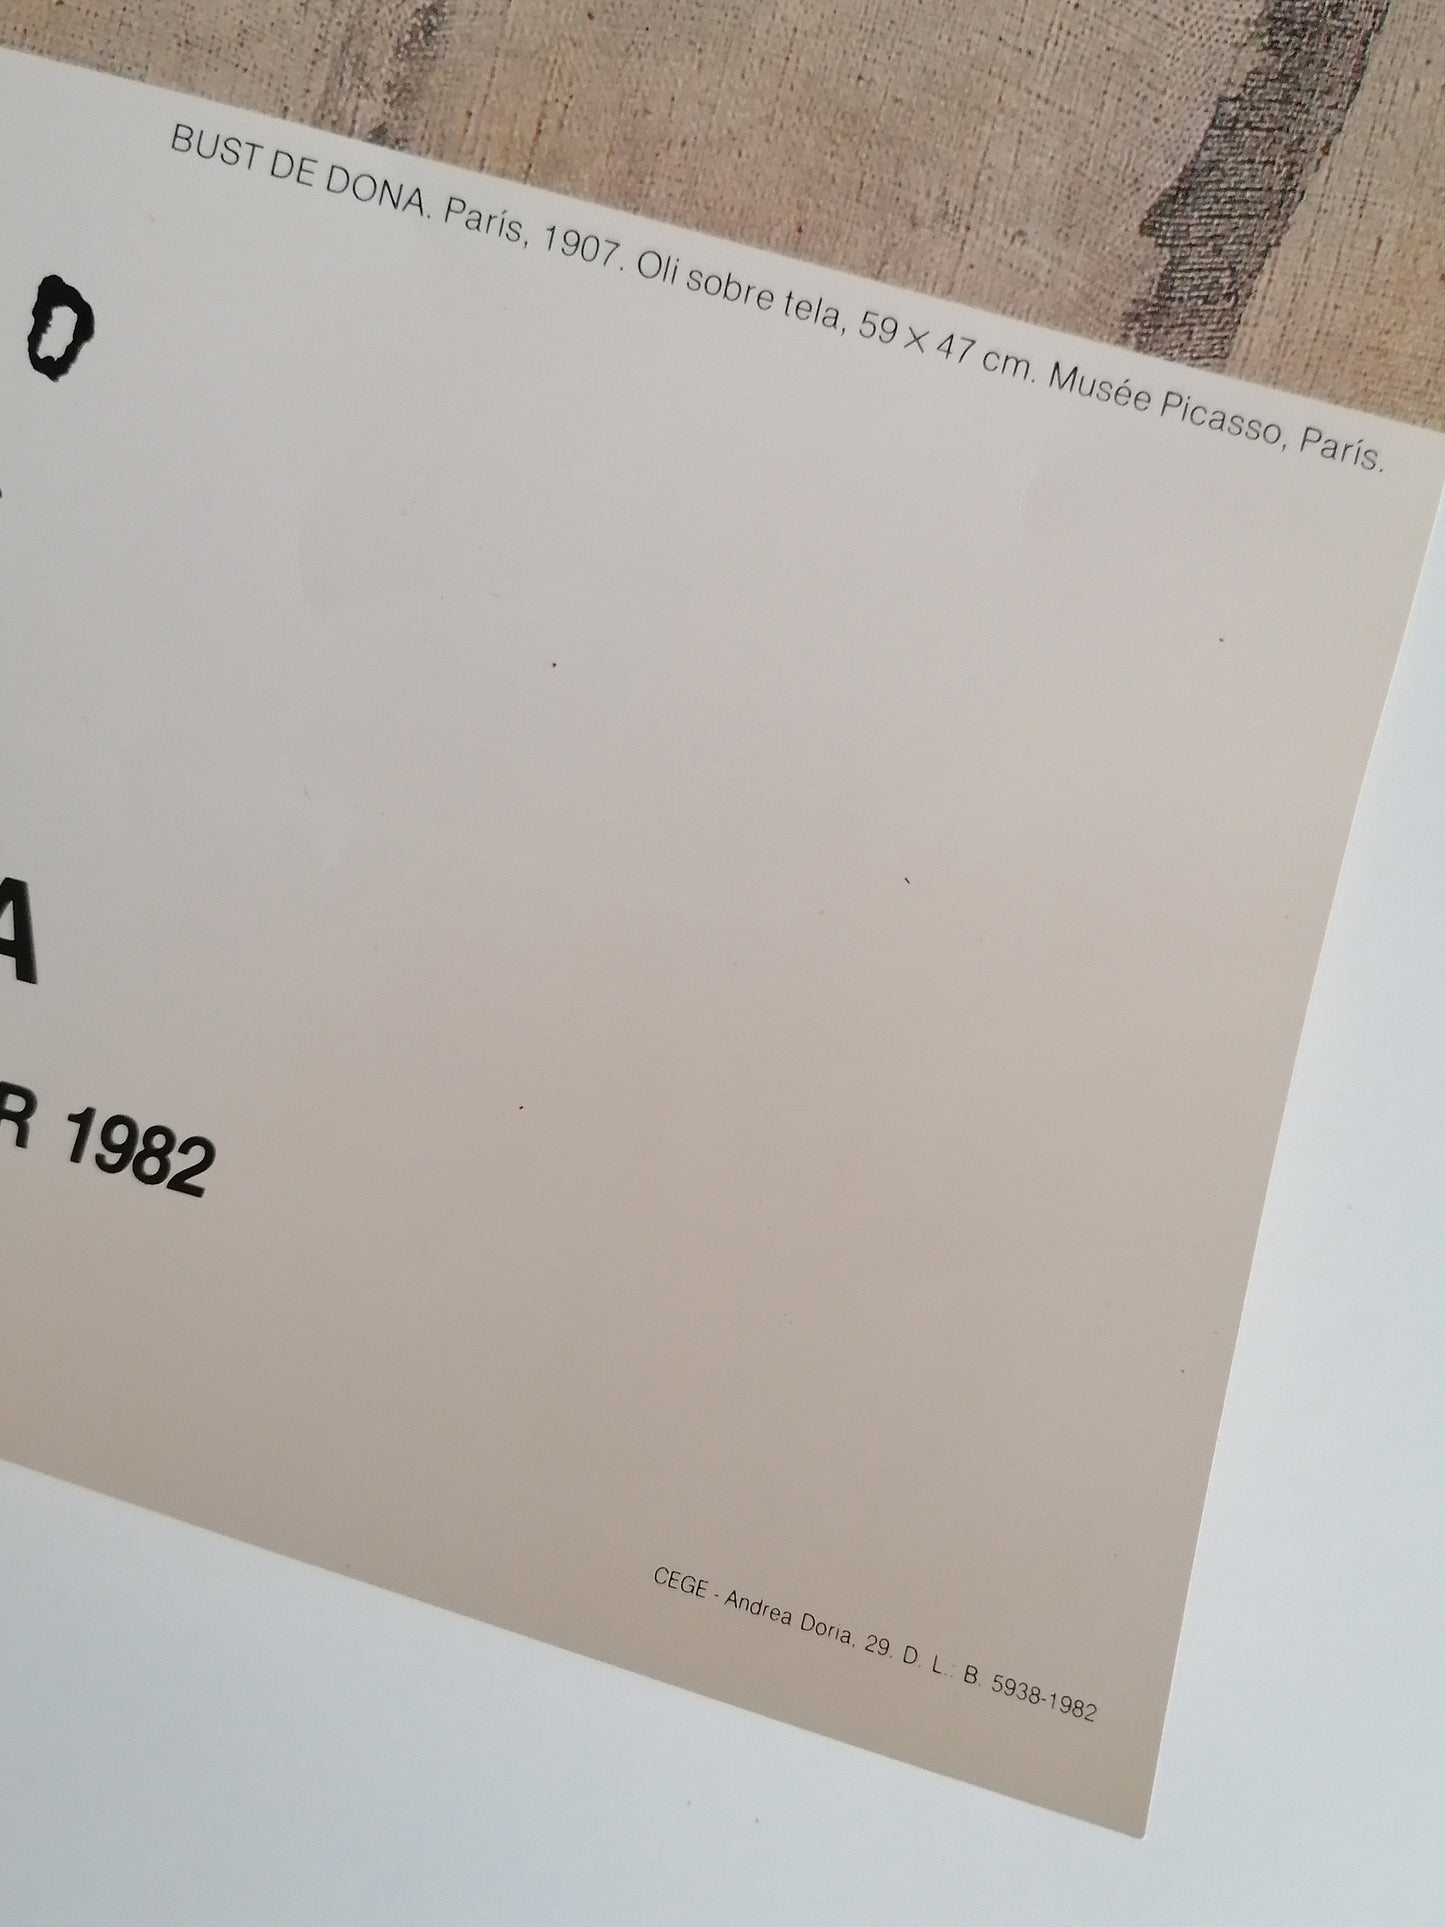 BUST DE DONA. París, 1907. Oli sobre tela, 59 × 47 cm. Musée Picasso, París.
D
A
R 1982
CEGE - Andrea Doria, 29. D. L.: B. 5938-1982